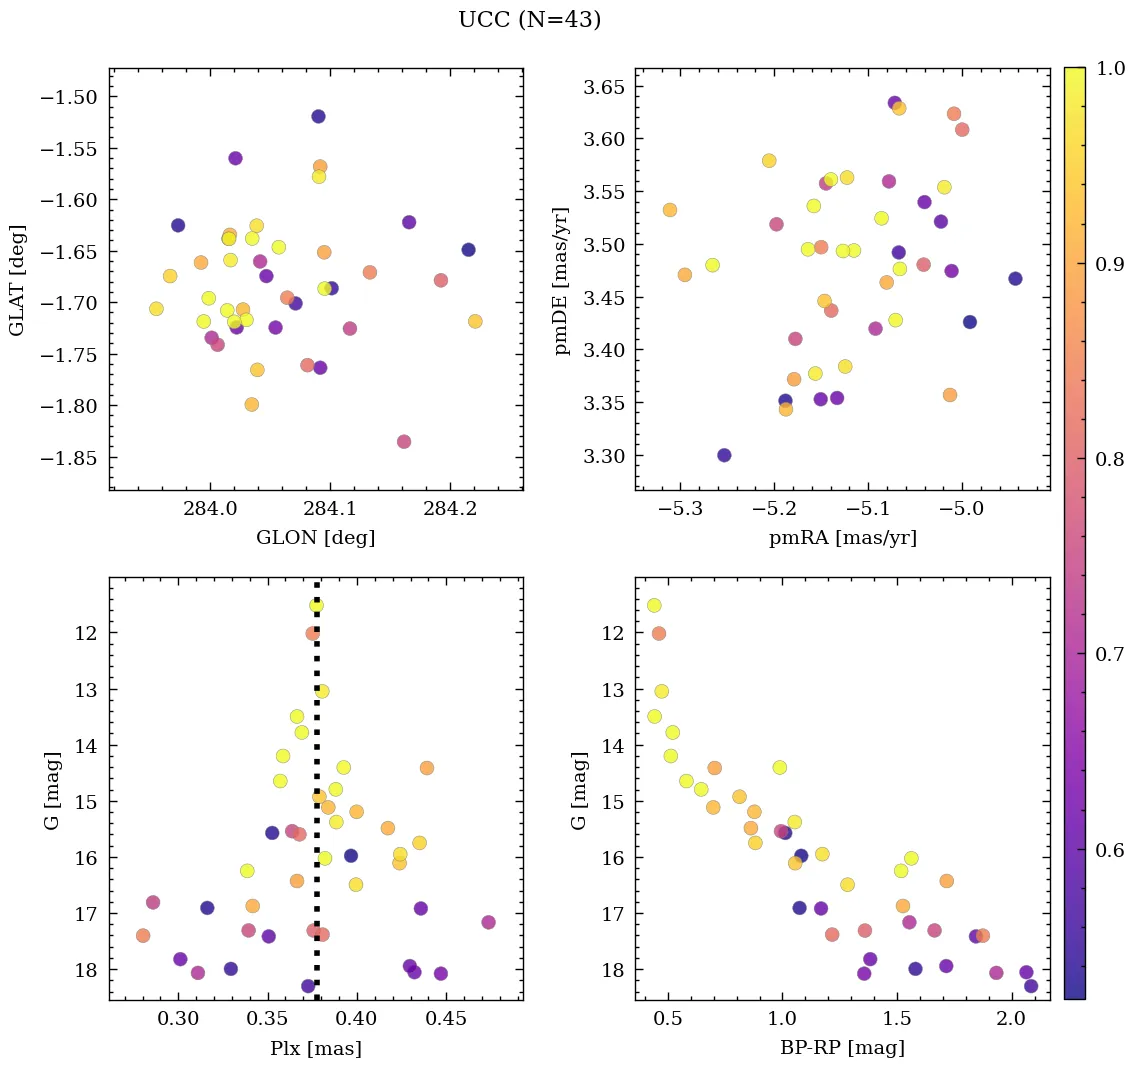 UCC (N=43)
−1.50
−1.55
−1.60
−1.65
−1.70
−1.75
−1.80
−1.85
GLAT [deg]
284.0 284.1 284.2
GLON [deg]
3.65
3.60
3.55
3.50
3.45
3.40
3.35
3.30
pmDE [mas/yr]
−5.3 −5.2 −5.1 −5.0
pmRA [mas/yr]
1.0
0.9
0.8
0.7
0.6
12
13
14
15
16
17
18
G [mag]
0.30 0.35 0.40 0.45
Plx [mas]
12
13
14
15
16
17
18
G [mag]
0.5 1.0 1.5 2.0
BP-RP [mag]